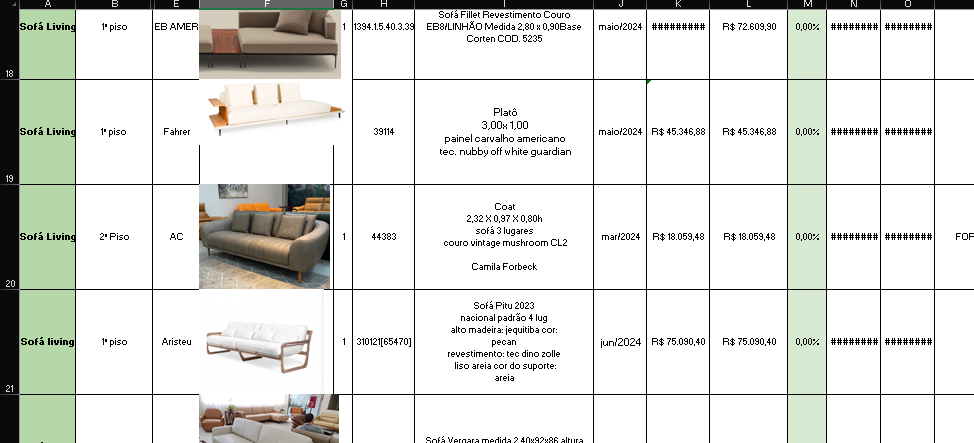 A B E F G H I J K L M N O
Sofá Living 1º piso EB AMER 1 1394.1.5.40.3.39 Sofá Fillet Revestimento Couro
EB8/LINHÃO Medida 2,80 x 0,90Base
Corten COD. 5235 maio/2024 ######### R$ 72.609,90 0,00% ######## ########
18
Sofá Living 1º piso Fahrer 39114 Platô
3,00x 1,00
painel carvalho americano
tec. nubby off white guardian maio/2024 R$ 45.346,88 R$ 45.346,88 0,00% ######## ########
19
Sofá Living 2º Piso AC 1 44383 Coat
2,32 X 0,97 X 0,80h
sofá 3 lugares
couro vintage mushroom CL2
Camila Forbeck mar/2024 R$ 18.059,48 R$ 18.059,48 0,00% ######## ######## FOR
20
Sofá living 1º piso Aristeu 1 310121[65470] Sofá Pitu 2023
nacional padrão 4 lug
alto madeira: jequitiba cor:
pecan
revestimento: tec dino zolle
liso areia cor do suporte:
areia jun/2024 R$ 75.090,40 R$ 75.090,40 0,00% ######## ########
21
Sofá Vergara medida 2,40x92x86 altura